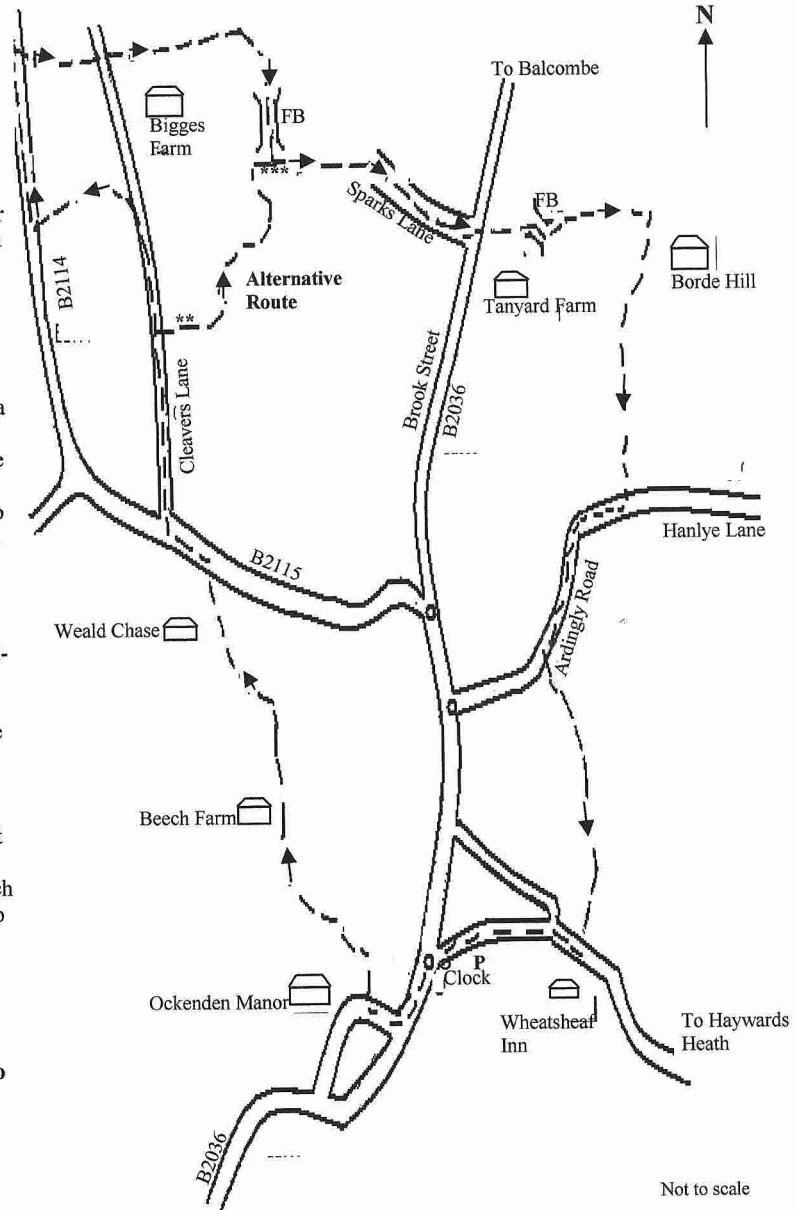 N
To Balcombe
Bigges
Farm
FB
***
Sparks Lane
FB
Borde Hill
Tanyard Farm
B2114
Alternative
Route
**
Cleavers Lane
Brook Street
B2036
Hanlye Lane
B2115
Ardingly Road
Weald Chase
Beech Farm
P
Clock
Ockenden Manor
Wheatsheaf
Inn
To Haywards
Heath
B2036
Not to scale